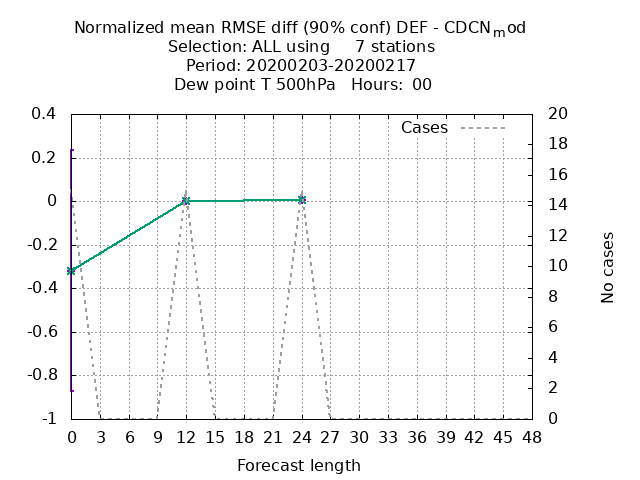 Normalized mean RMSE diff (90% conf) DEF - CDCNmod
Selection: ALL using 7 stations
Period: 20200203-20200217
Dew point T 500hPa Hours: 00
Cases
0.4
0.2
0
-0.2
-0.4
-0.6
-0.8
-1
20
18
16
14
12
10
8
6
4
2
0
No cases
0 3 6 9 12 15 18 21 24 27 30 33 36 39 42 45 48
Forecast length